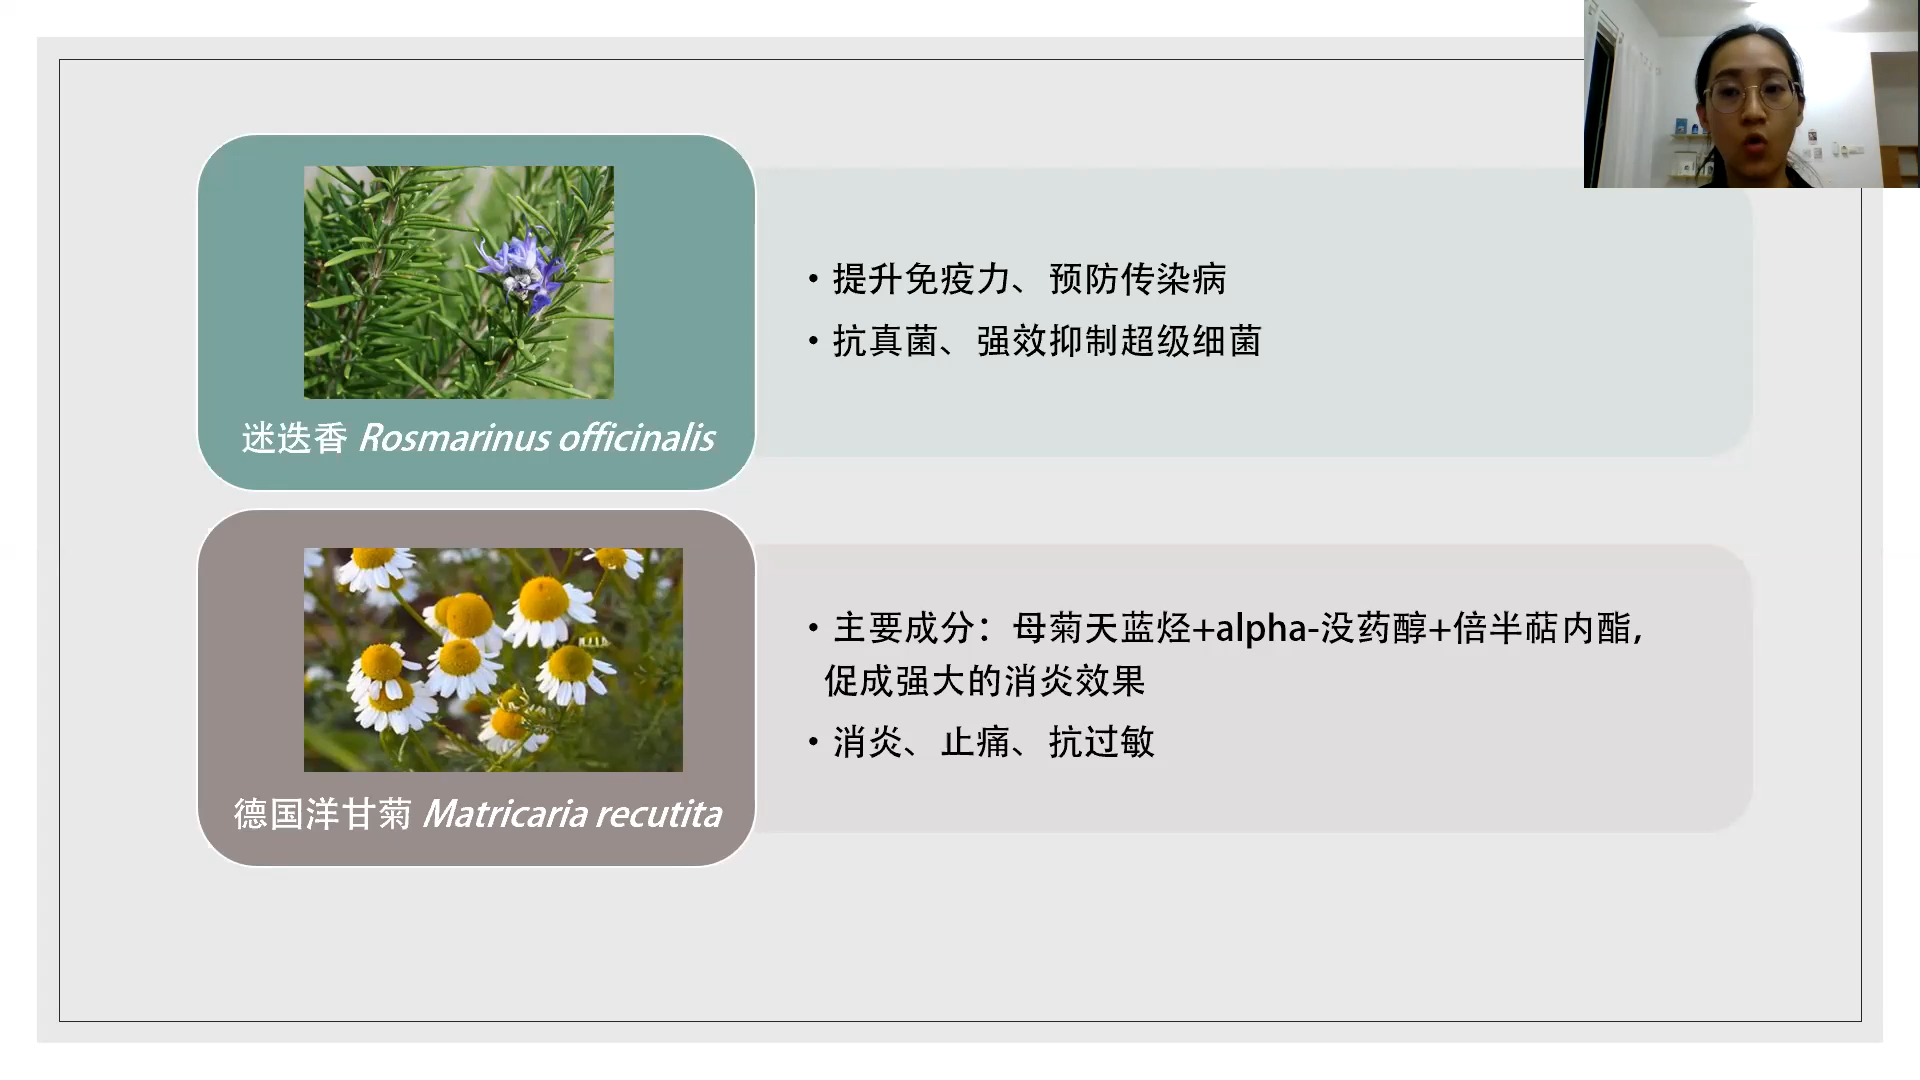 • 提升免疫力、预防传染病
• 抗真菌、强效抑制超级细菌
迷迭香 Rosmarinus officinalis
• 主要成分：母菊天蓝烃+alpha-没药醇+倍半萜内酯,
促成强大的消炎效果
• 消炎、止痛、抗过敏
德国洋甘菊 Matricaria recutita